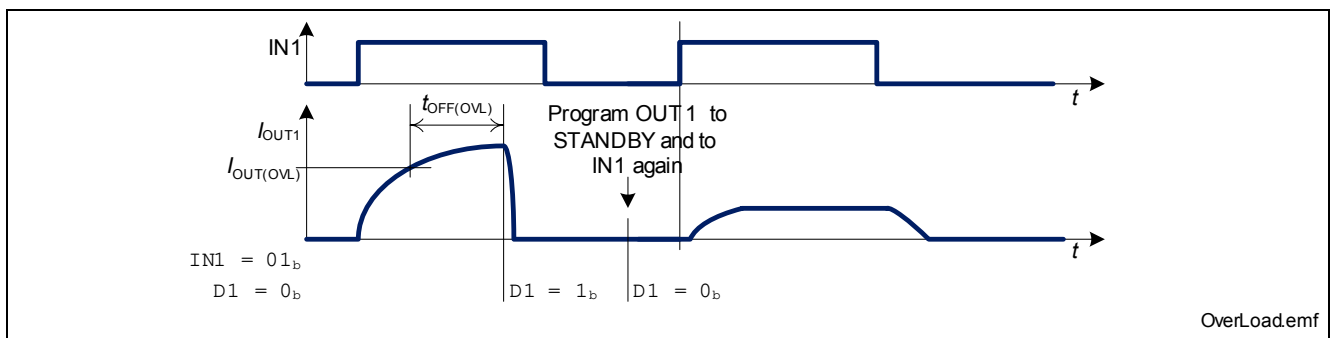 IN1
t
tOFF(OVL)
IOUT1
IOUT(OVL)
Program OUT1 to
STANDBY and to
IN1 again
t
IN1 = 01b
D1 = 0b
D1 = 1b
D1 = 0b
OverLoad.emf